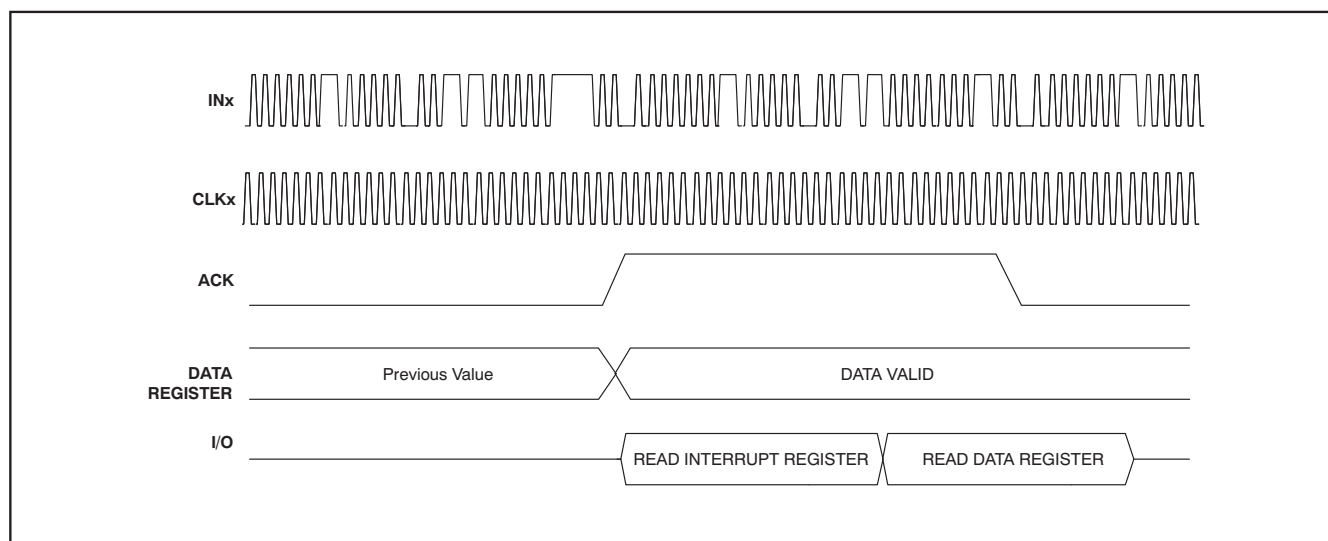 INx
CLKx
ACK
DATA
REGISTER
Previous Value
DATA VALID
I/O
READ INTERRUPT REGISTER
READ DATA REGISTER